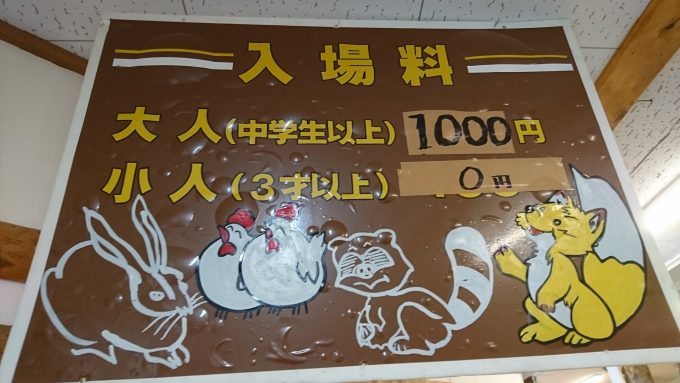 入場料
大人(中学生以上) 1000円
小人(3才以上) 0円